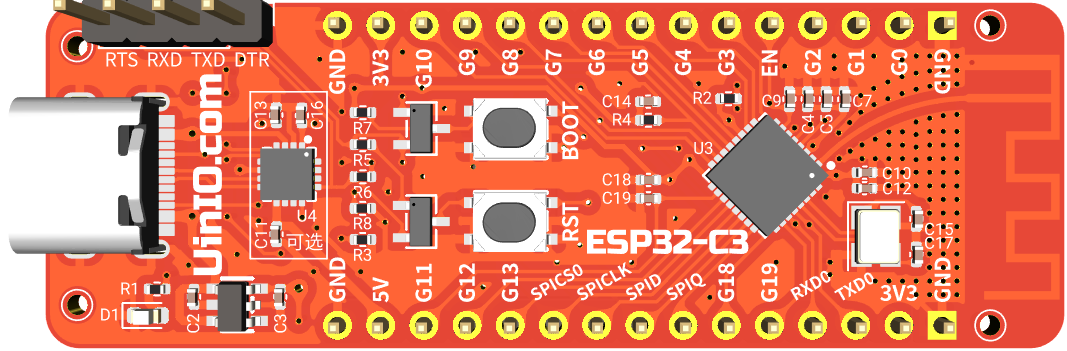 RTS RXD TXD DTR
GND 3V3 G10 G9 G8 G7 G6 G5 G4 G3 EN G2 G1 G0 GND
UinIO.com
C13 C16
U4
C11 可选
R7
R5
R6
R8
R3
BOOT
RST
C14
R4
C18
C19
R2
U3
C9 C4 C3 C7
C10
C12
C15
C17
ESP32-C3
R1
D1
C2
C3
GND 5V G11 G12 G13 SPICS0 SPICLK SPID SPIQ G18 G19 RXD0 TXD0 3V3 GND